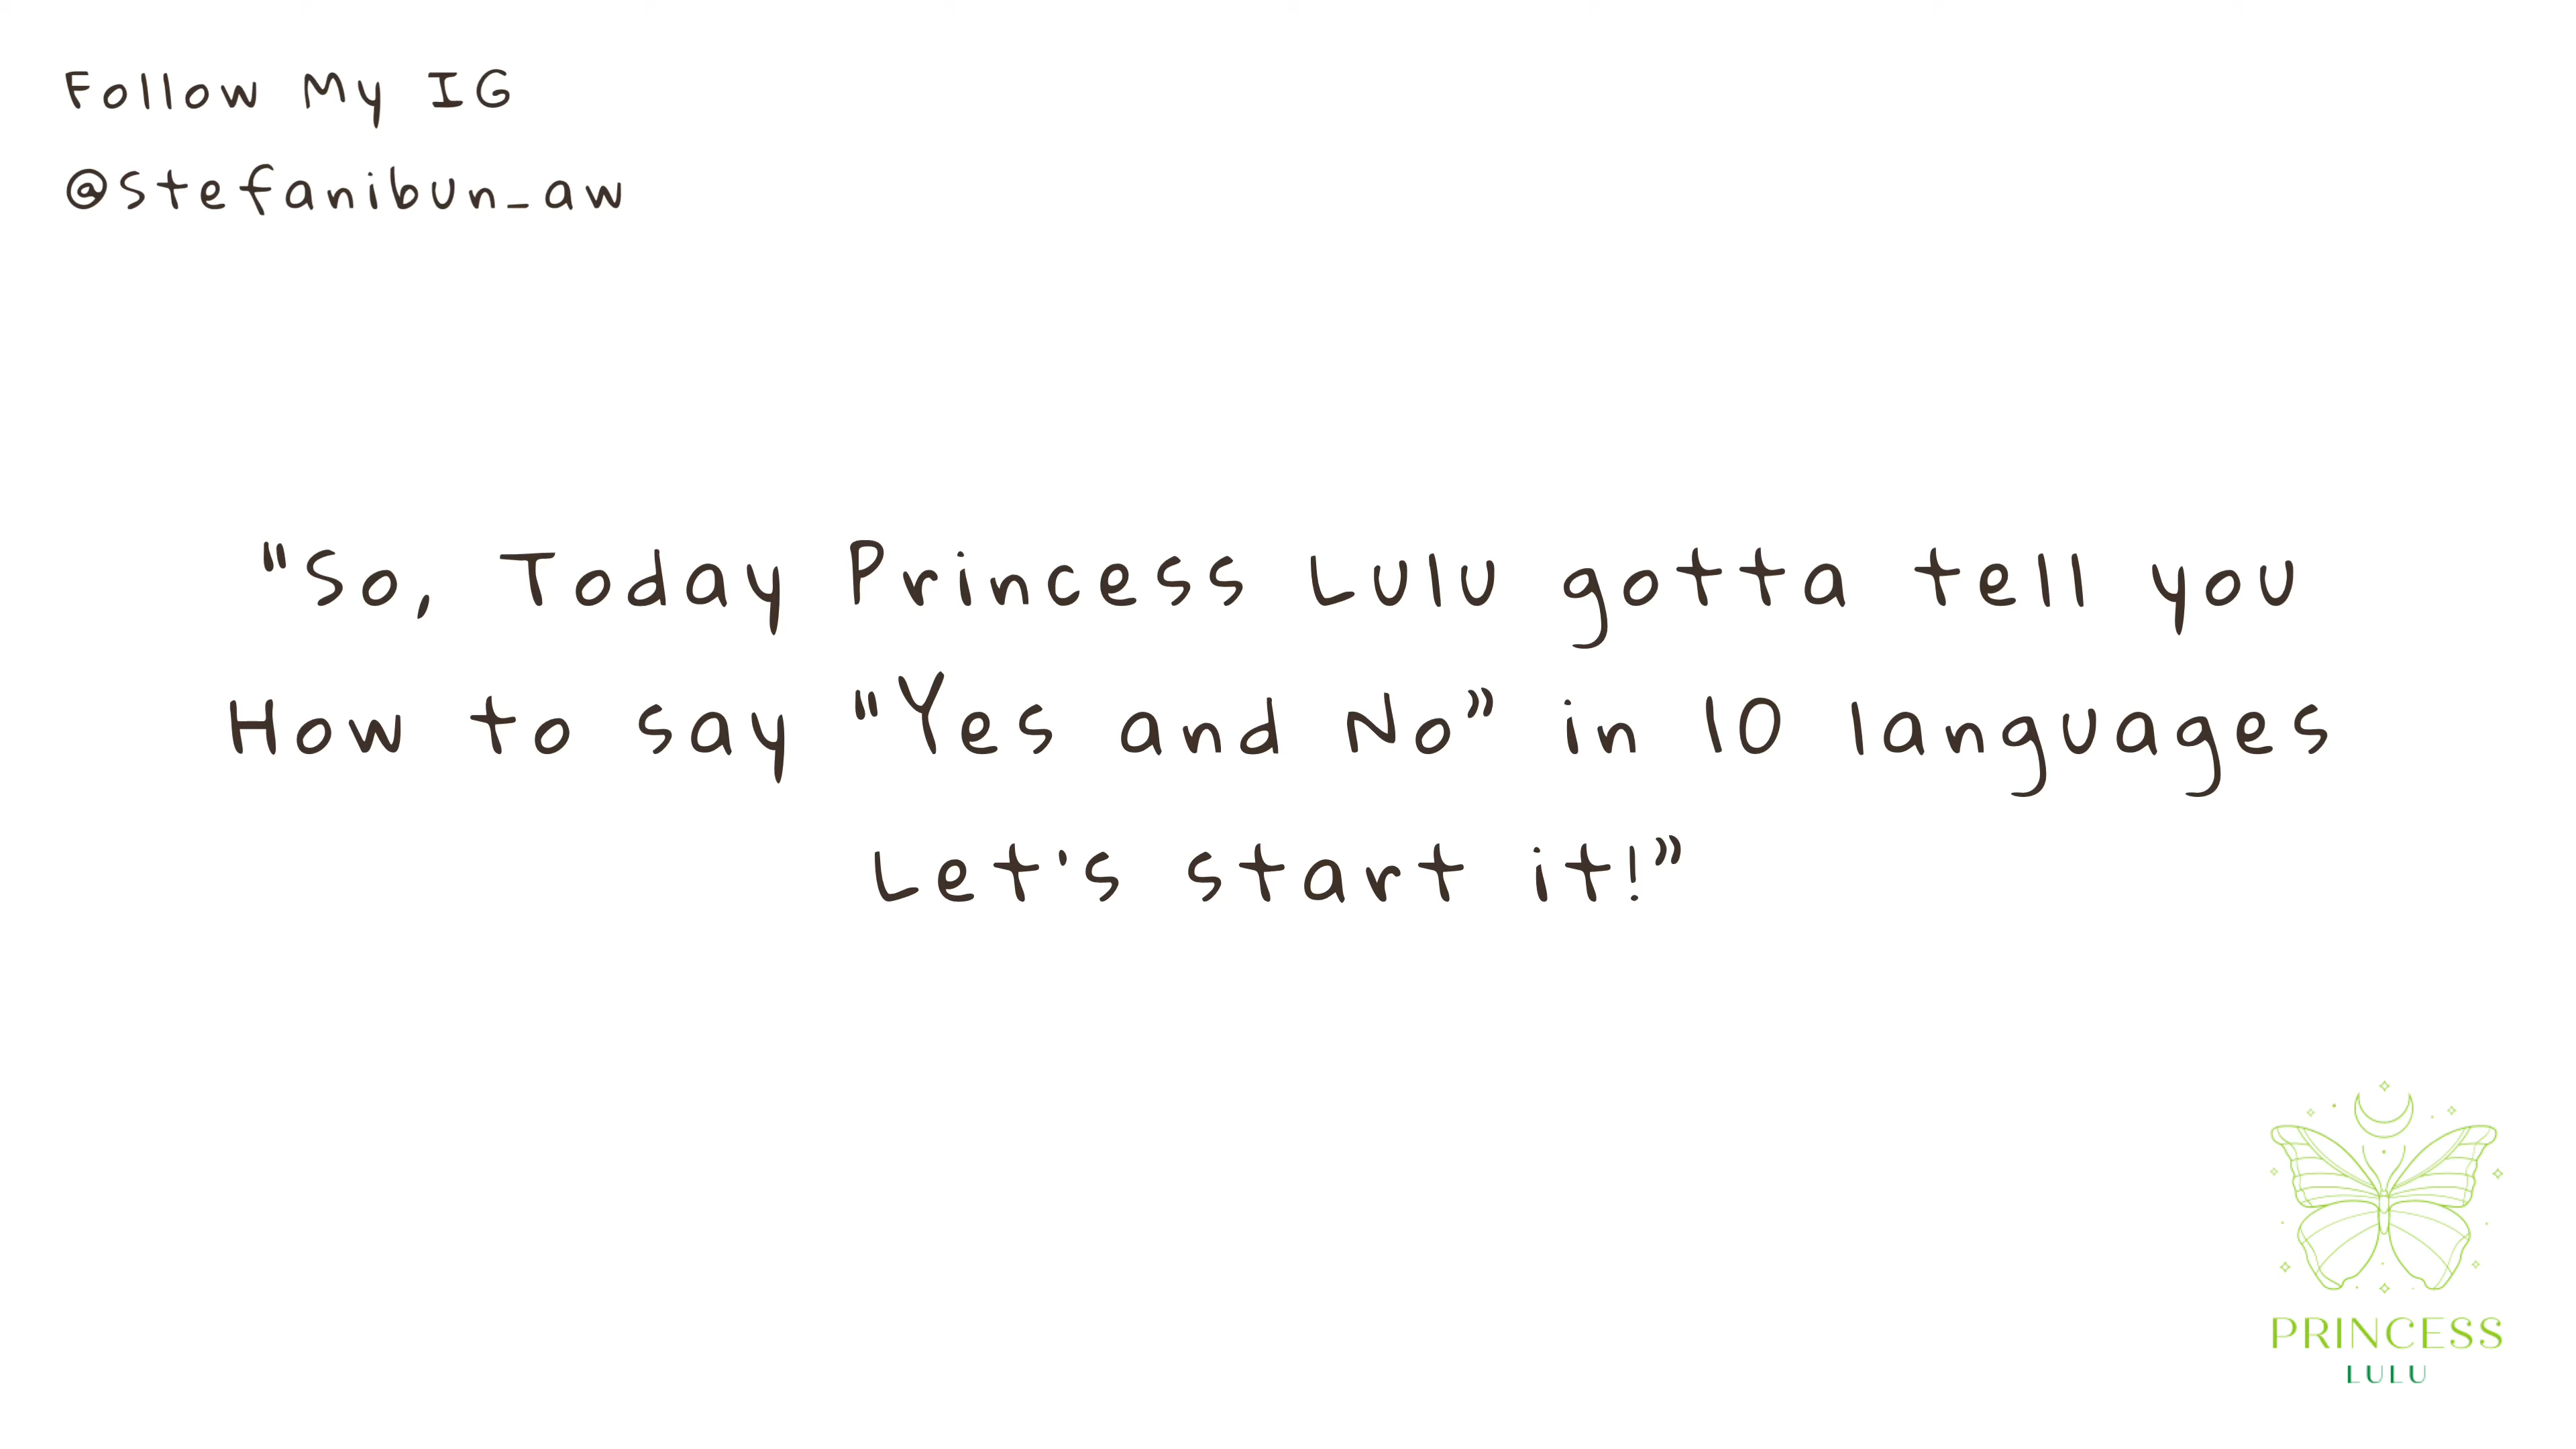 Follow My IG
@stefanibun_aw
"So, Today Princess Lulu gotta tell you
How to say "Yes and No" in 10 languages
Let's start it!"
PRINCESS
LULU